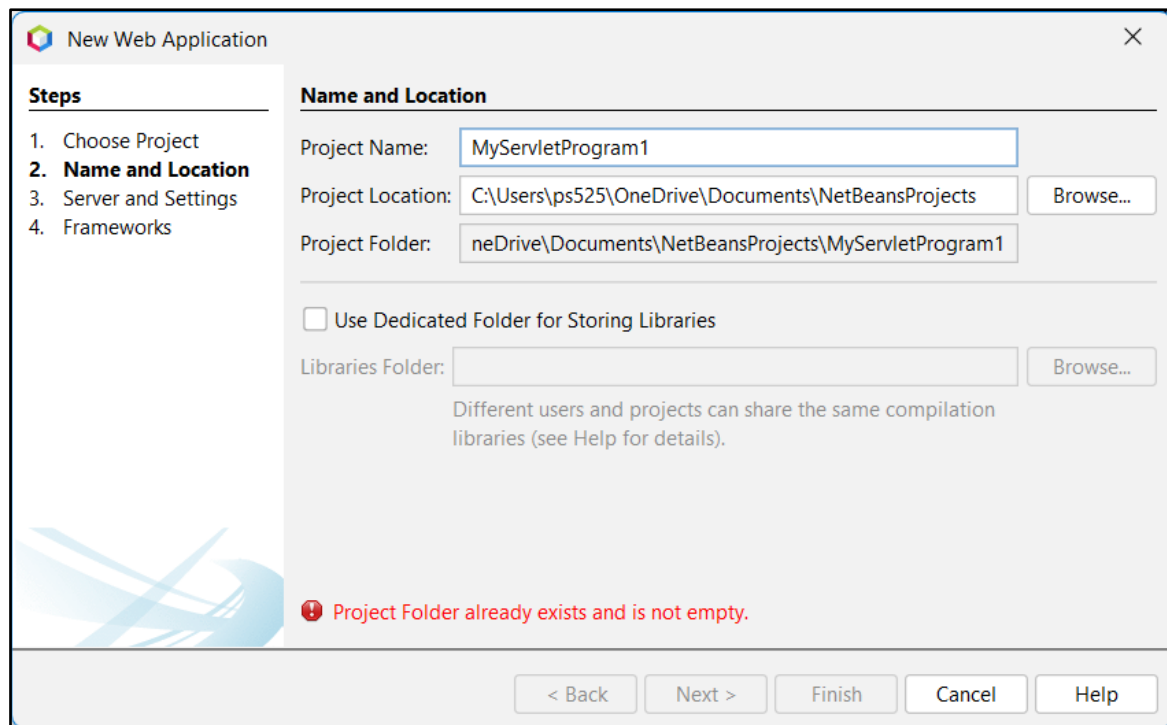 New Web Application
Steps
1. Choose Project
2. Name and Location
3. Server and Settings
4. Frameworks
Name and Location
Project Name: MyServletProgram1
Project Location: C:\Users\ps525\OneDrive\Documents\NetBeansProjects Browse...
Project Folder: neDrive\Documents\NetBeansProjects\MyServletProgram1
Use Dedicated Folder for Storing Libraries
Libraries Folder: Browse...
Different users and projects can share the same compilation
libraries (see Help for details).
Project Folder already exists and is not empty.
< Back Next > Finish Cancel Help